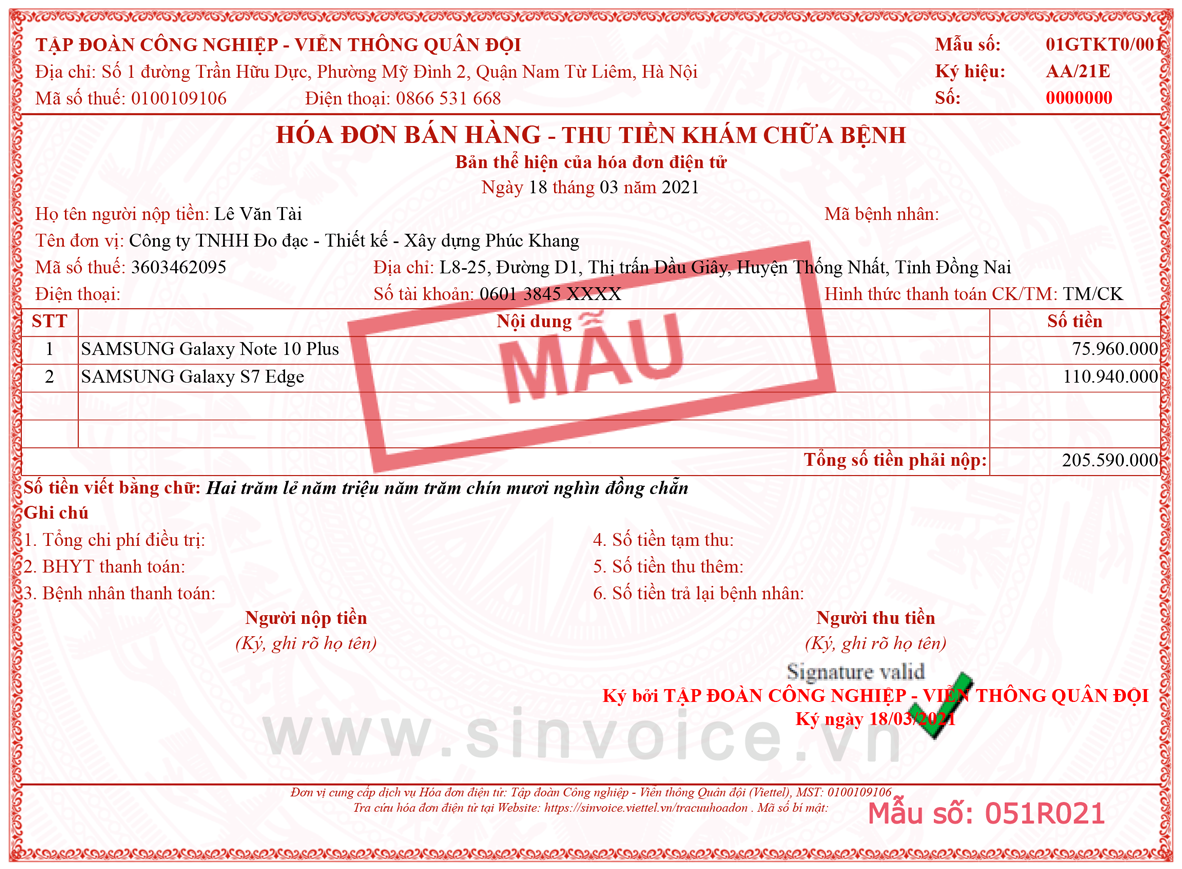 TẬP ĐOÀN CÔNG NGHIỆP - VIỄN THÔNG QUÂN ĐỘI
Mẫu số: 01GTKT0/001
Địa chỉ: Số 1 đường Trần Hữu Dực, Phường Mỹ Đình 2, Quận Nam Từ Liêm, Hà Nội
Ký hiệu: AA/21E
Mã số thuế: 0100109106 Điện thoại: 0866 531 668
Số: 0000000
HÓA ĐƠN BÁN HÀNG - THU TIỀN KHÁM CHỮA BỆNH
Bản thể hiện của hóa đơn điện tử
Ngày 18 tháng 03 năm 2021
Họ tên người nộp tiền: Lê Văn Tài Mã bệnh nhân:
Tên đơn vị: Công ty TNHH Đo đạc - Thiết kế - Xây dựng Phúc Khang
Mã số thuế: 3603462095 Địa chỉ: L8-25, Đường D1, Thị trấn Dầu Giây, Huyện Thống Nhất, Tỉnh Đồng Nai
Điện thoại: Số tài khoản: 0601 3845 XXXX Hình thức thanh toán CK/TM: TM/CK
STT Nội dung Số tiền
1 SAMSUNG Galaxy Note 10 Plus 75.960.000
2 SAMSUNG Galaxy S7 Edge 110.940.000
MẪU
Tổng số tiền phải nộp: 205.590.000
Số tiền viết bằng chữ: Hai trăm lẻ năm triệu năm trăm chín mươi nghìn đồng chẵn
Ghi chú
1. Tổng chi phí điều trị: 4. Số tiền tạm thu:
2. BHYT thanh toán: 5. Số tiền thu thêm:
3. Bệnh nhân thanh toán: 6. Số tiền trả lại bệnh nhân:
Người nộp tiền Người thu tiền
(Ký, ghi rõ họ tên) (Ký, ghi rõ họ tên)
Signature valid
Ký bởi TẬP ĐOÀN CÔNG NGHIỆP - VIỄN THÔNG QUÂN ĐỘI
Ký ngày 18/03/2021
www.sinvoice.vn
Đơn vị cung cấp dịch vụ Hóa đơn điện tử: Tập đoàn Công nghiệp - Viễn thông Quân đội (Viettel), MST: 0100109106
Tra cứu hóa đơn điện tử tại Website: https://sinvoice.viettel.vn/tracuuhoadon . Mã số bí mật:
Mẫu số: 051R021